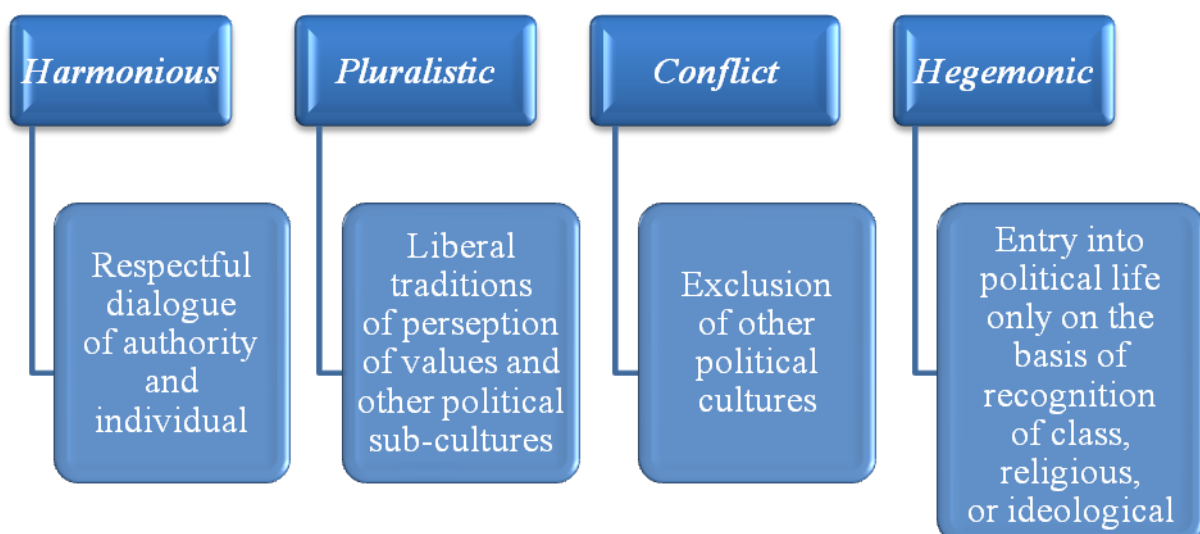 Harmonious
Pluralistic
Conflict
Hegemonic
Respectful
dialogue
of authority
and
individual
Liberal
traditions
of perseption
of values and
other political
sub-cultures
Exclusion
of other
political
cultures
Entry into
political life
only on the
basis of
recognition
of class,
religious,
or ideological